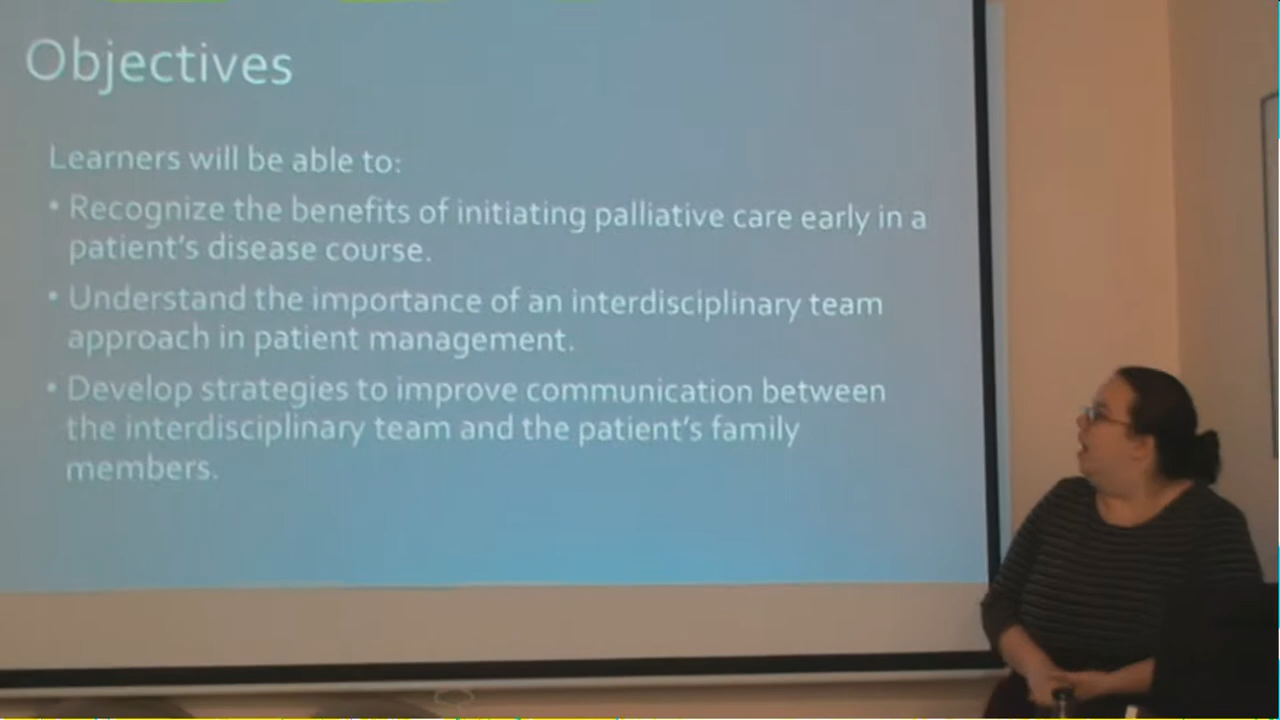 Objectives
Learners will be able to:
• Recognize the benefits of initiating palliative care early in a
patient's disease course.
• Understand the importance of an interdisciplinary team
approach in patient management.
• Develop strategies to improve communication between
the interdisciplinary team and the patient's family
members.